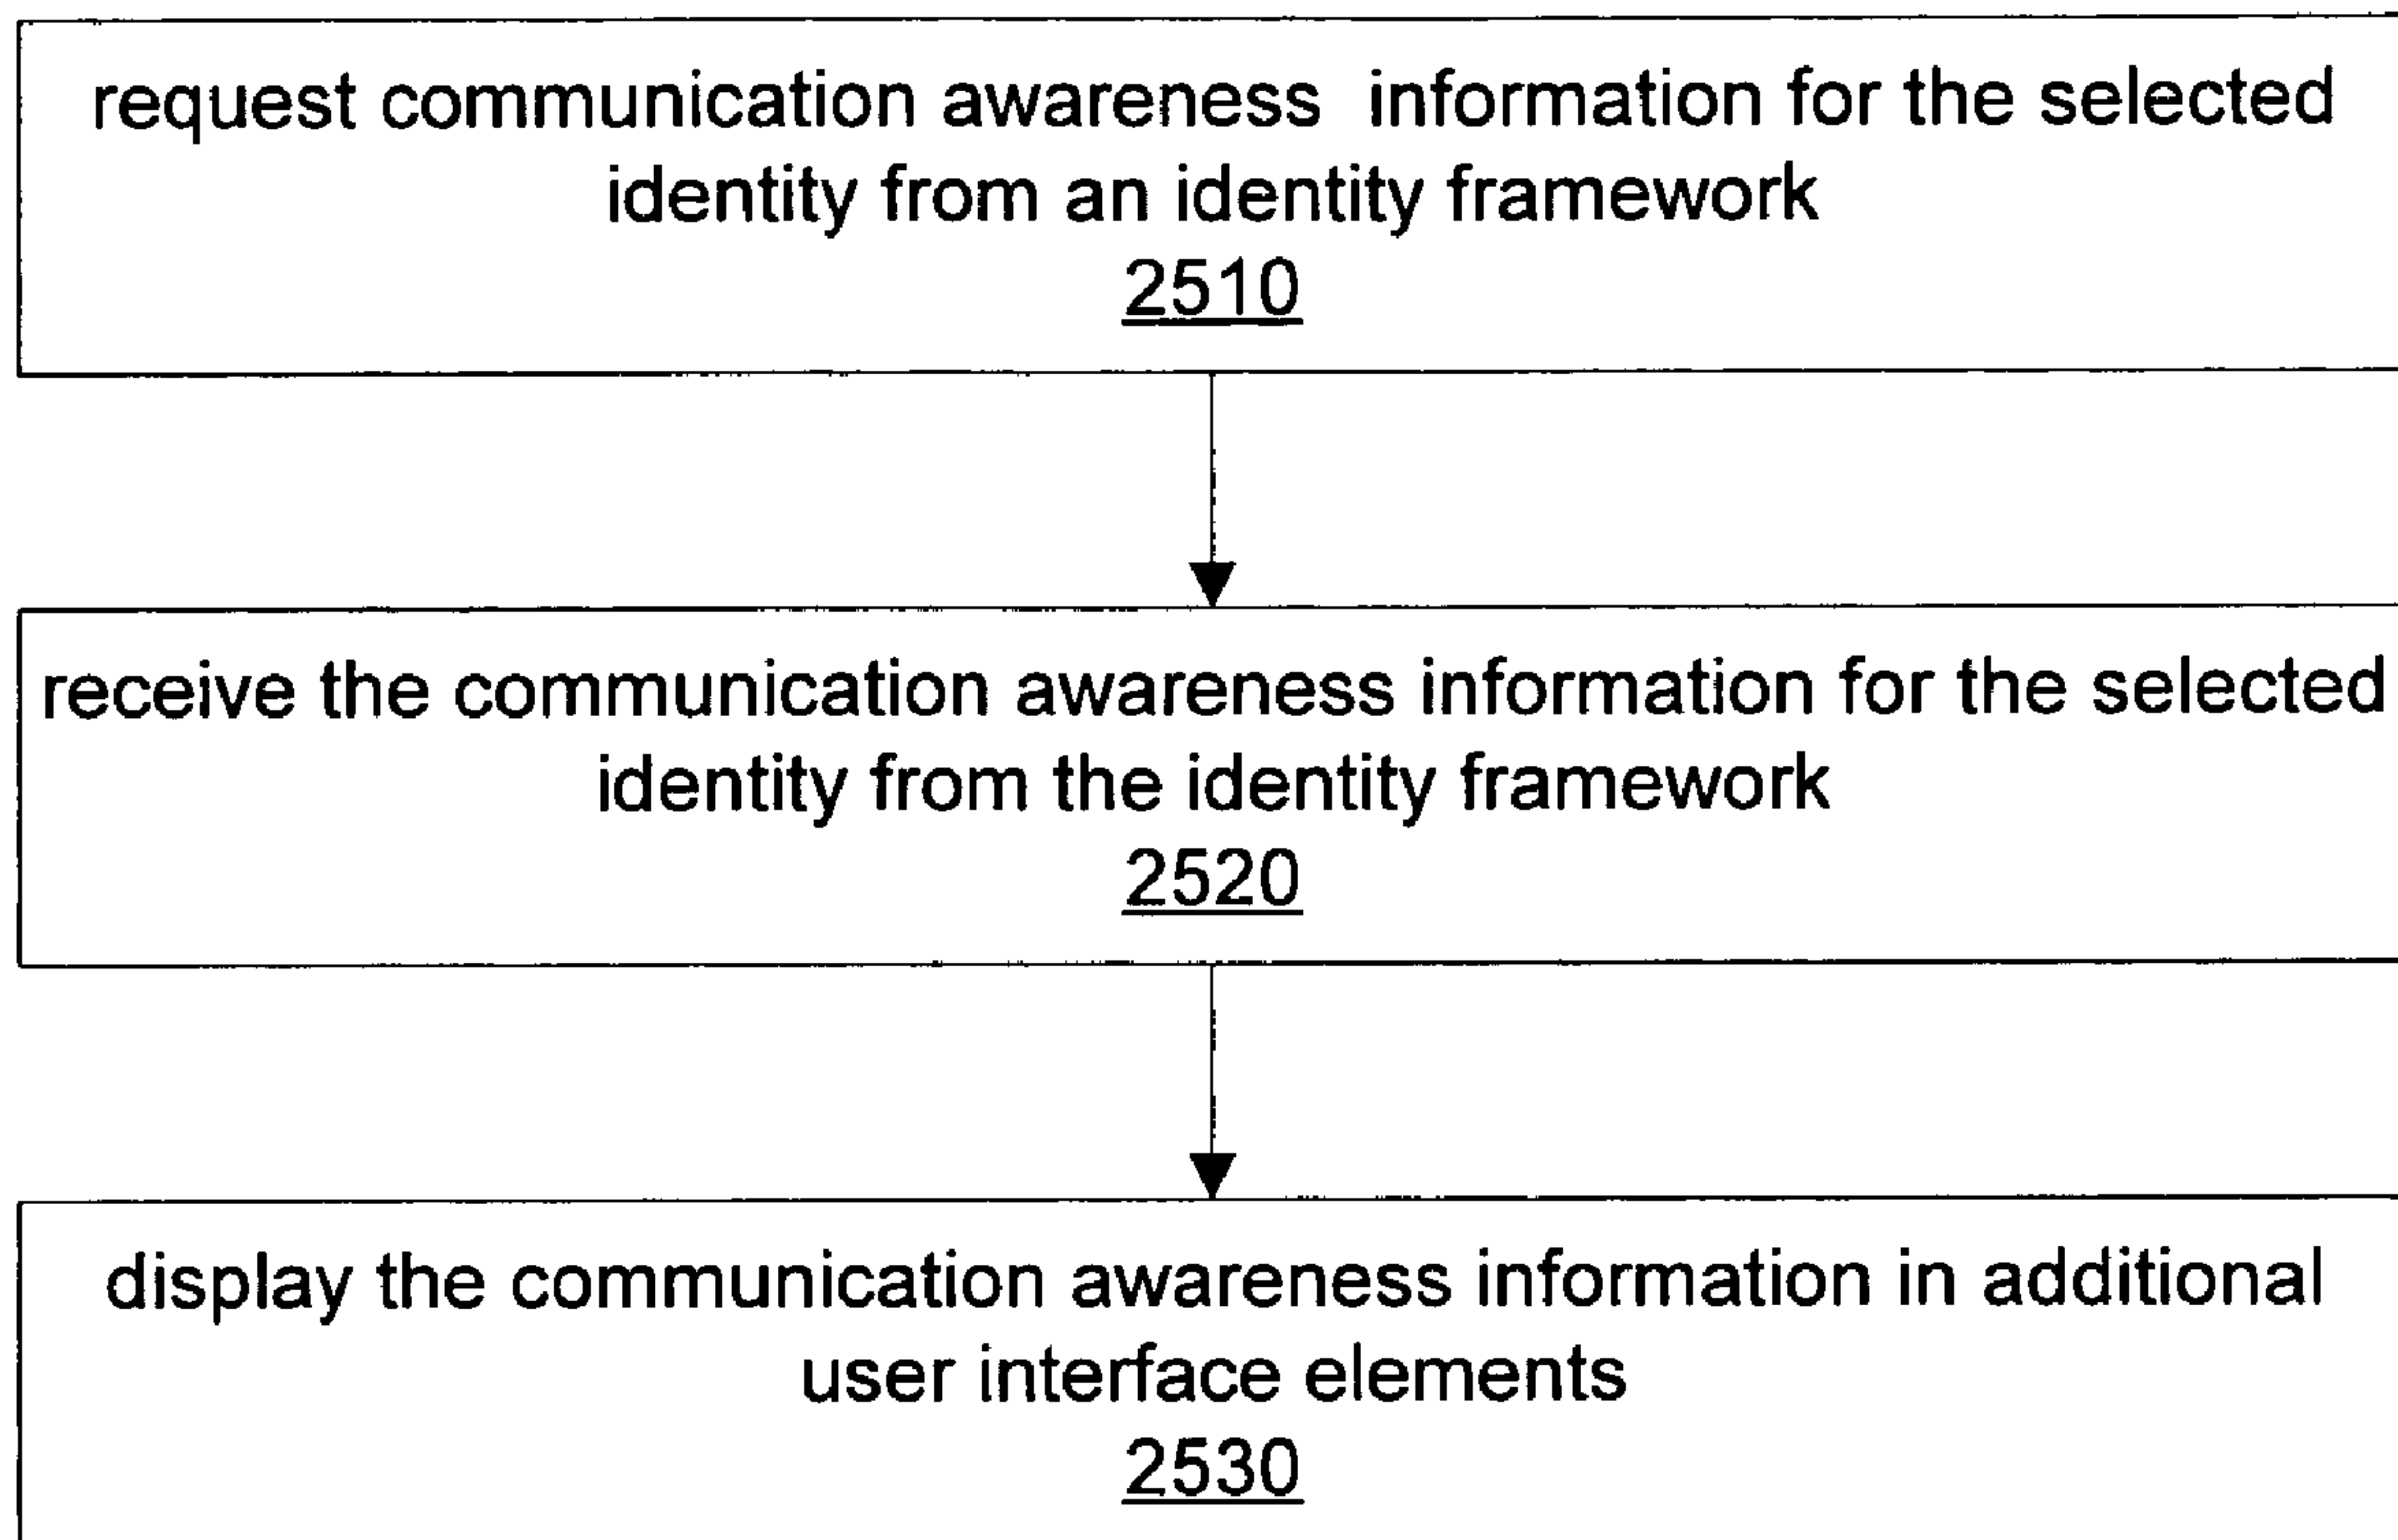 request communication awareness information for the selected
identity from an identity framework
2510
receive the communication awareness information for the selected
identity from the identity framework
2520
display the communication awareness information in additional
user interface elements
2530